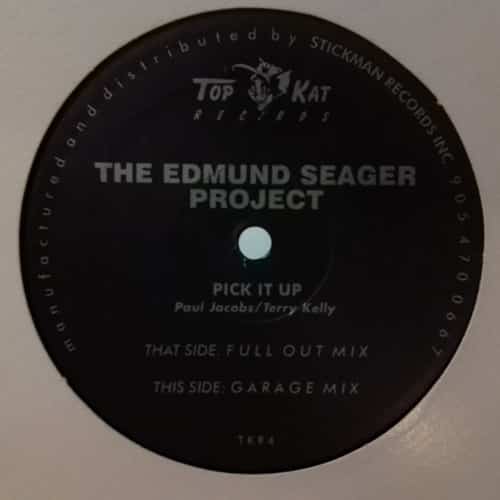 manufactured and distributed by STICKMAN RECORDS INC. 905 470 0667
TOP KAT
RECORDS
THE EDMUND SEAGER
PROJECT
PICK IT UP
Paul Jacobs/Terry Kelly
THAT SIDE: FULL OUT MIX
THIS SIDE: GARAGE MIX
TKR4